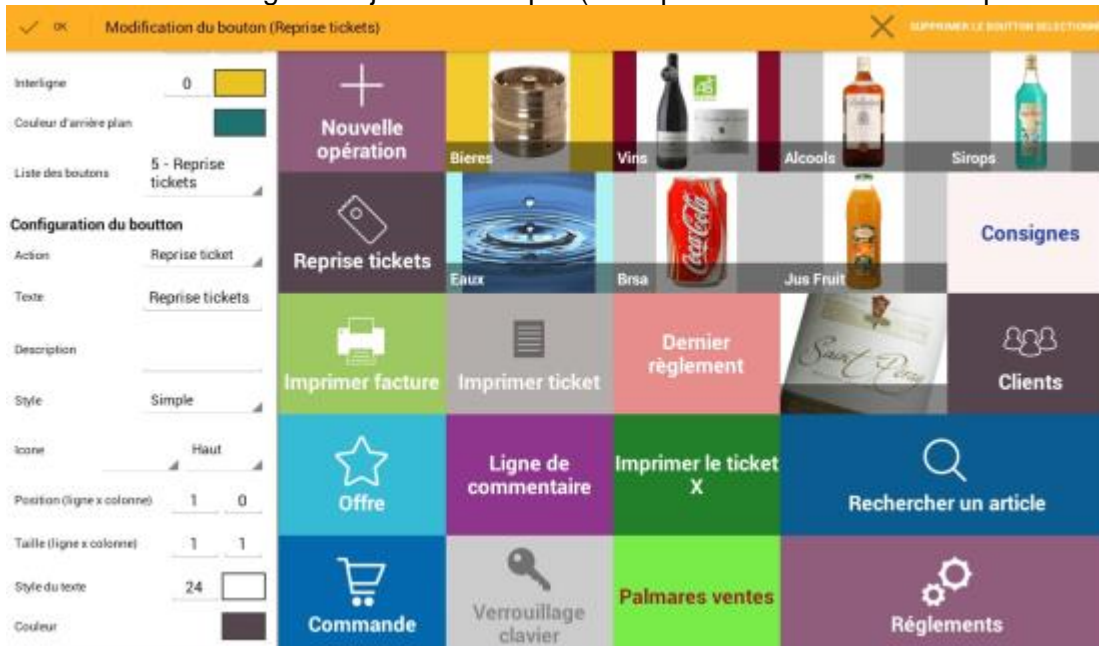 OK Modification du bouton (Reprise tickets) SUPPRIMER LE BOUTTON SELECTIONNE
Interligne 0
Couleur d'arrière plan
Liste des boutons 5 - Reprise
tickets
Configuration du boutton
Action Reprise ticket
Texte Reprise tickets
Description
Style Simple
Icone Haut
Position (ligne x colonne) 1 0
Taille (ligne x colonne) 1 1
Style du texte 24
Couleur
Nouvelle
opération
Bieres
Vins
AB
Alcools
Sirops
Reprise tickets
Eaux
Coca-Cola
Brsa
Jus Fruit
Consignes
Imprimer facture
Imprimer ticket
Dernier
règlement
Clients
Offre
Ligne de
commentaire
Imprimer le ticket
X
Rechercher un article
Commande
Verrouillage
clavier
Palmares ventes
Réglements